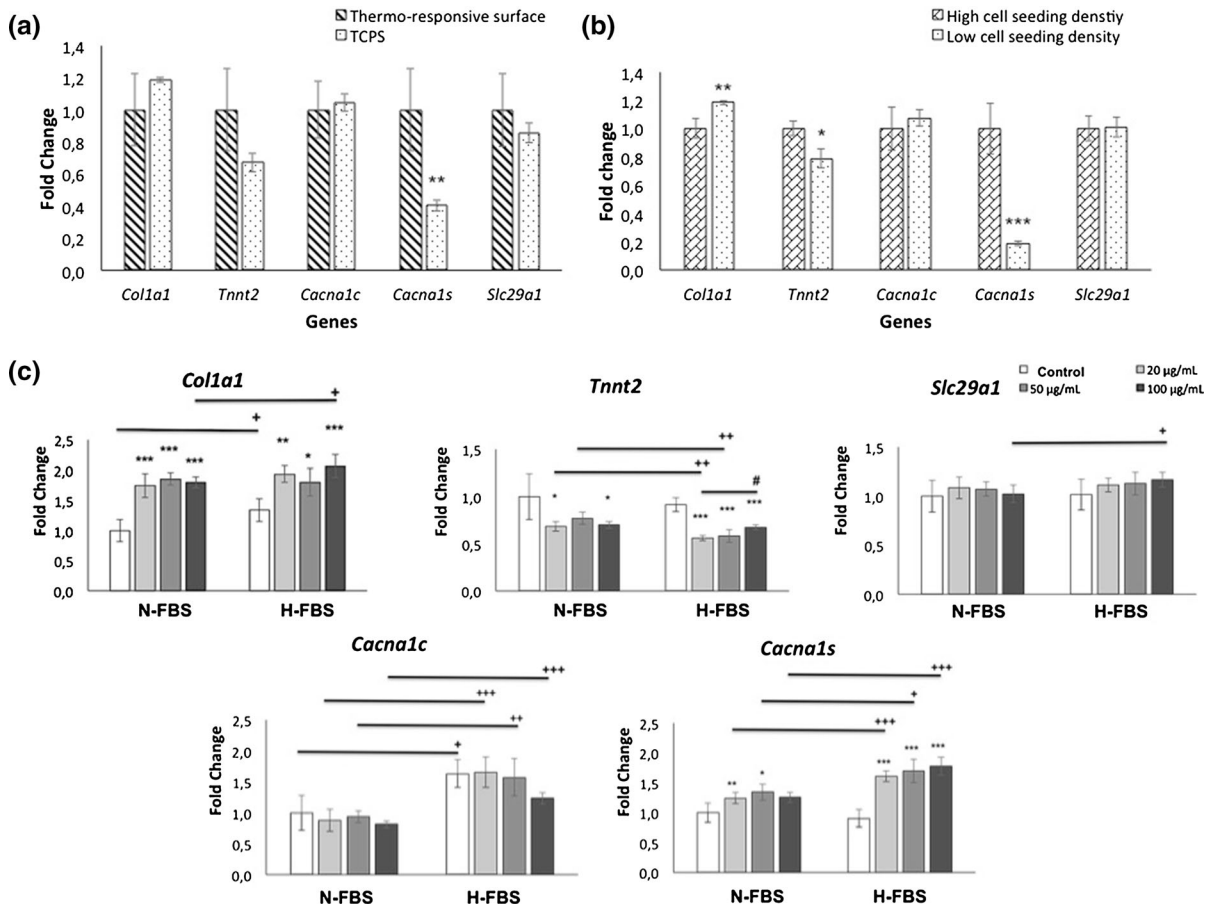 (a)
Thermo-responsive surface
TCPS
1,4
1,2
1,0
0,8
0,6
0,4
0,2
0,0
Fold Change
**
Col1a1 Tnnt2 Cacna1c Cacna1s Slc29a1
Genes
(b)
High cell seeding denstiy
Low cell seeding density
1,4
1,2
1,0
0,8
0,6
0,4
0,2
0,0
Fold change
**
*
***
Col1a1 Tnnt2 Cacna1c Cacna1s Slc29a1
Genes
(c)
Col1a1
+
+
2,5
2,0
1,5
1,0
0,5
0,0
Fold Change
*** *** *** ** * ***
N-FBS H-FBS
Tnnt2
++
++
#
1,5
1,0
0,5
0,0
Fold Change
* * *** *** ***
N-FBS H-FBS
Slc29a1
Control
20 µg/mL
50 µg/mL
100 µg/mL
+
1,5
1,0
0,5
0,0
Fold Change
N-FBS H-FBS
Cacna1c
+++
+++
++
+
2,5
2,0
1,5
1,0
0,5
0,0
Fold Change
N-FBS H-FBS
Cacna1s
+++
+
+++
2,5
2,0
1,5
1,0
0,5
0,0
Fold Change
** * *** *** ***
N-FBS H-FBS